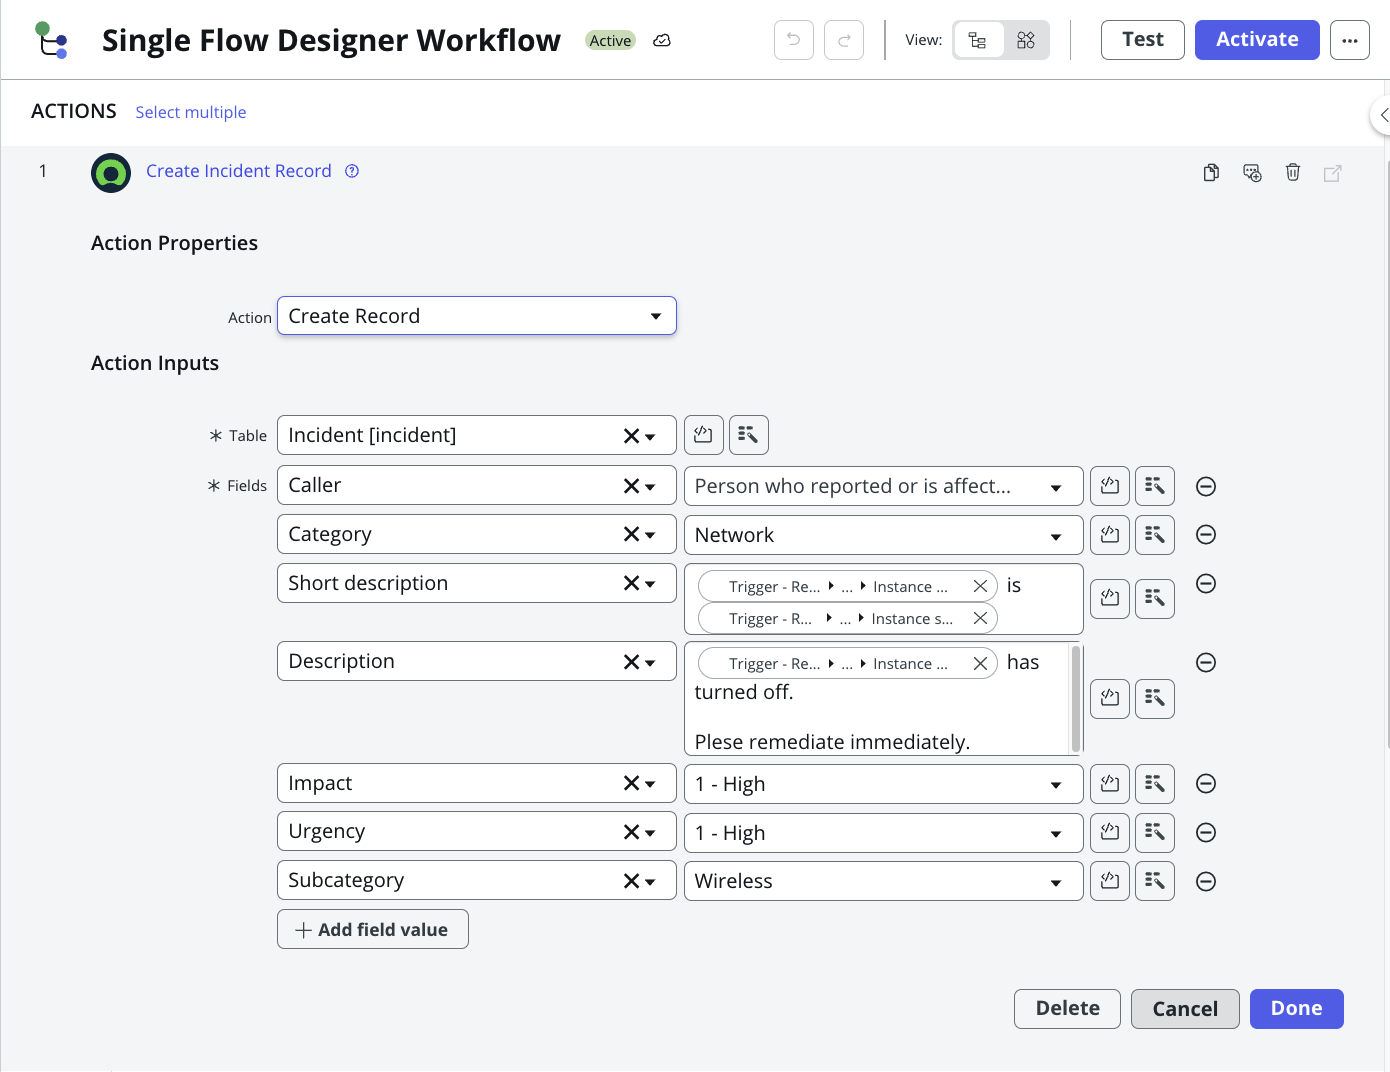 Single Flow Designer Workflow Active View: Test Activate ...
ACTIONS Select multiple
1 Create Incident Record
Action Properties
Action Create Record
Action Inputs
* Table Incident [incident]
* Fields Caller Person who reported or is affect...
Category Network
Short description Trigger - Re... ... Instance ... is
Trigger - R... ... Instance s...
Description Trigger - Re... ... Instance ... has
turned off.
Plese remediate immediately.
Impact 1 - High
Urgency 1 - High
Subcategory Wireless
+ Add field value
Delete Cancel Done